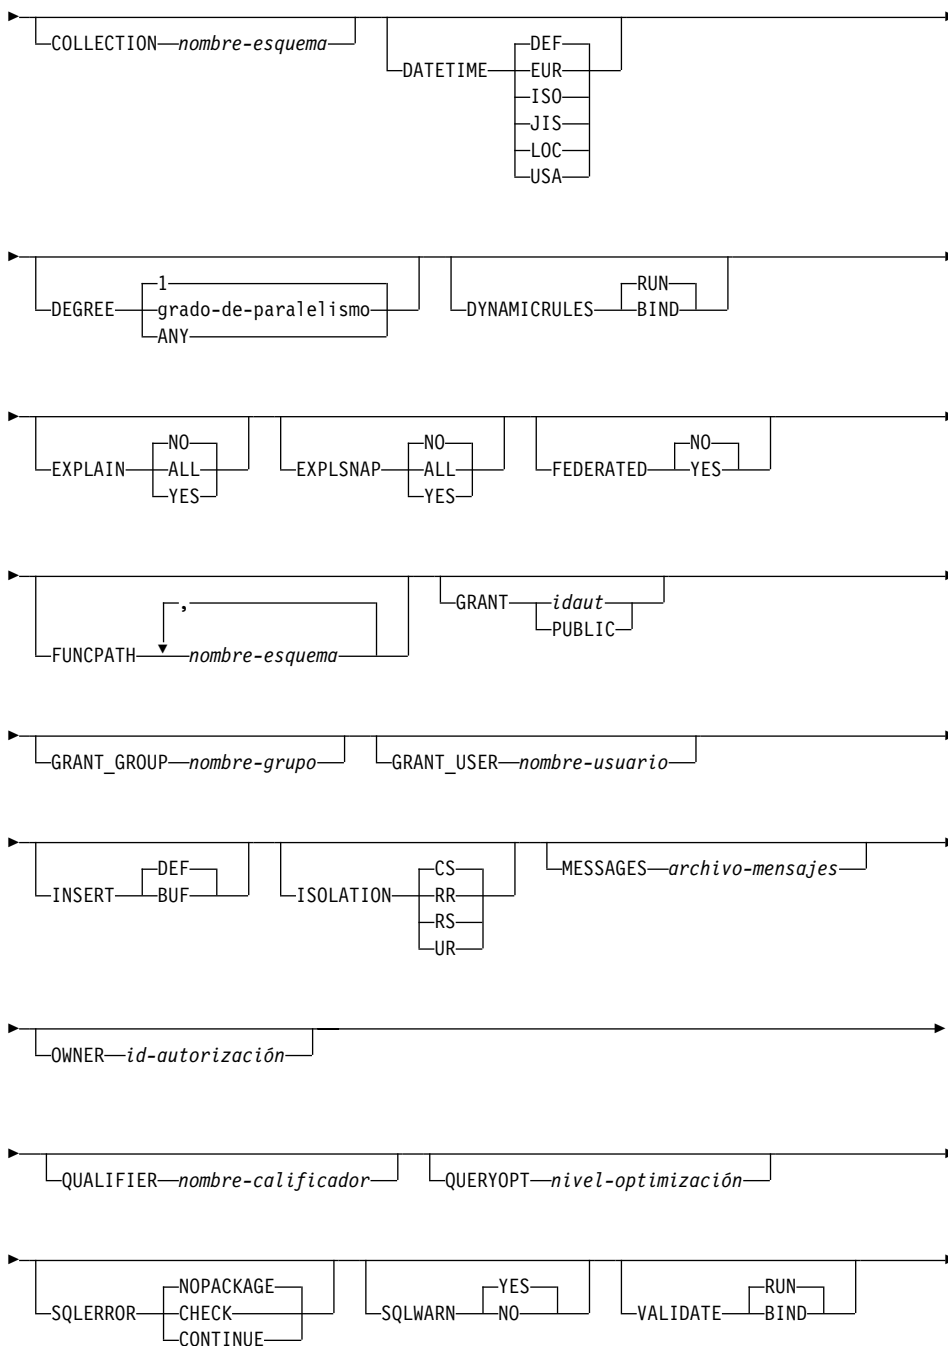 COLLECTION nombre-esquema
DATETIME
DEF
EUR
ISO
JIS
LOC
USA
DEGREE
1
grado-de-paralelismo
ANY
DYNAMICRULES
RUN
BIND
EXPLAIN
NO
ALL
YES
EXPLSNAP
NO
ALL
YES
FEDERATED
NO
YES
FUNCPATH
,
nombre-esquema
GRANT
idaut
PUBLIC
GRANT_GROUP nombre-grupo
GRANT_USER nombre-usuario
INSERT
DEF
BUF
ISOLATION
CS
RR
RS
UR
MESSAGES archivo-mensajes
OWNER id-autorización
QUALIFIER nombre-calificador
QUERYOPT nivel-optimización
SQLERROR
NOPACKAGE
CHECK
CONTINUE
SQLWARN
YES
NO
VALIDATE
RUN
BIND